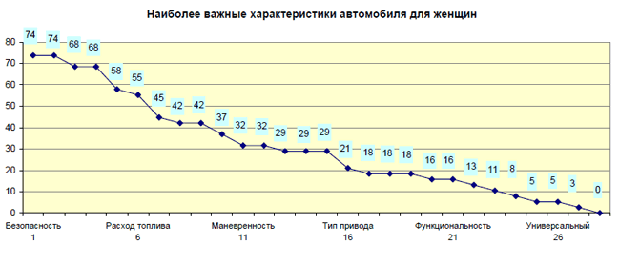 Наиболее важные характеристики автомобиля для женщин
80
70
60
50
40
30
20
10
0
74 74 68 68 58 55 45 42 42 37 32 32 29 29 29 21 18 18 18 16 16 13 11 8 5 5 3 0
Безопасность Расход топлива Маневренность Тип привода Функциональность Универсальный
1 6 11 16 21 26